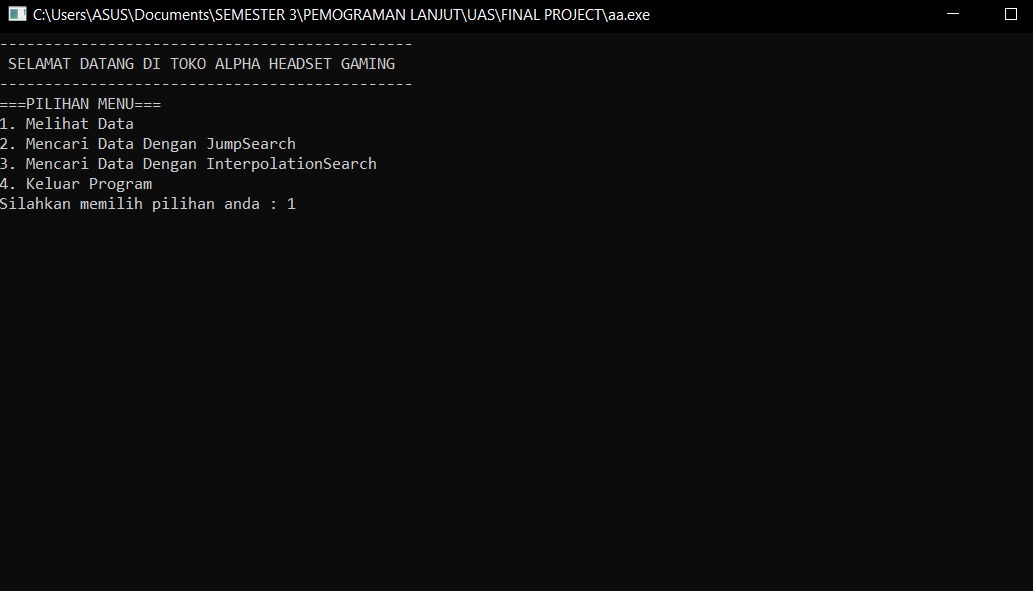 C:\Users\ASUS\Documents\SEMESTER 3\PEMOGRAMAN LANJUT\UAS\FINAL PROJECT\aa.exe
----------------------------------------------
SELAMAT DATANG DI TOKO ALPHA HEADSET GAMING
----------------------------------------------
===PILIHAN MENU===
1. Melihat Data
2. Mencari Data Dengan JumpSearch
3. Mencari Data Dengan InterpolationSearch
4. Keluar Program
Silahkan memilih pilihan anda : 1